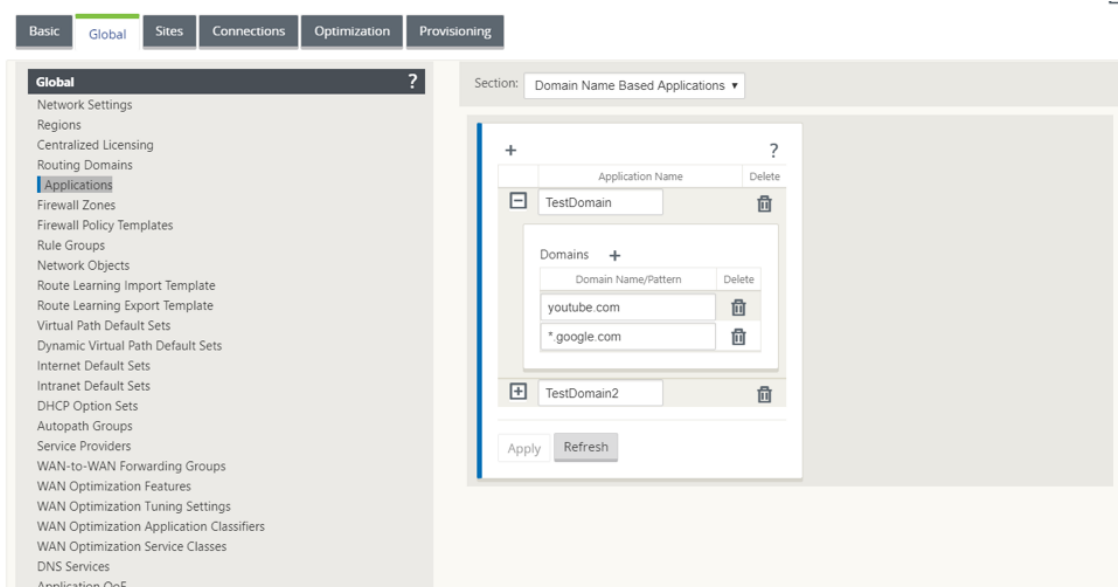 Basic Global Sites Connections Optimization Provisioning
Global ?
Network Settings
Regions
Centralized Licensing
Routing Domains
Applications
Firewall Zones
Firewall Policy Templates
Rule Groups
Network Objects
Route Learning Import Template
Route Learning Export Template
Virtual Path Default Sets
Dynamic Virtual Path Default Sets
Internet Default Sets
Intranet Default Sets
DHCP Option Sets
Autopath Groups
Service Providers
WAN-to-WAN Forwarding Groups
WAN Optimization Features
WAN Optimization Tuning Settings
WAN Optimization Application Classifiers
WAN Optimization Service Classes
DNS Services
Application QoE
Section: Domain Name Based Applications ▼
+ ?
Application Name Delete
TestDomain
Domains +
Domain Name/Pattern Delete
youtube.com
*.google.com
TestDomain2
Apply Refresh